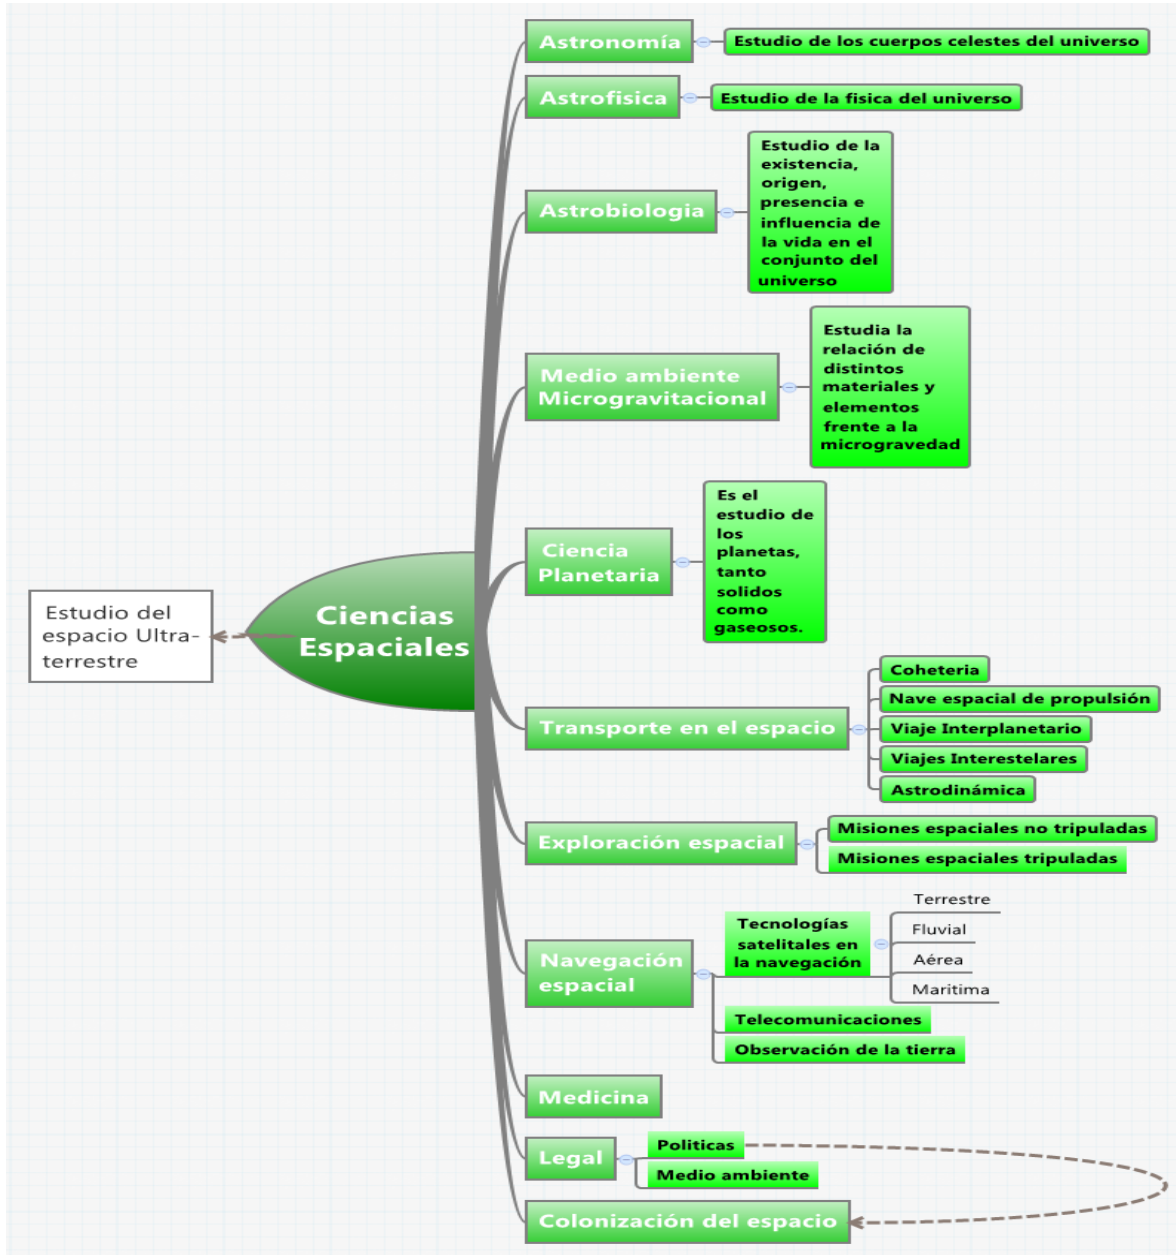 Astronomía
Estudio de los cuerpos celestes del universo
Astrofisica
Estudio de la fisica del universo
Astrobiologia
Estudio de la
existencia,
origen,
presencia e
influencia de
la vida en el
conjunto del
universo
Medio ambiente
Microgravitacional
Estudia la
relación de
distintos
materiales y
elementos
frente a la
microgravedad
Ciencia
Planetaria
Es el
estudio de
los
planetas,
tanto
solidos
como
gaseosos.
Estudio del
espacio Ultra-
terrestre
Ciencias
Espaciales
Transporte en el espacio
Coheteria
Nave espacial de propulsión
Viaje Interplanetario
Viajes Interestelares
Astrodinámica
Exploración espacial
Misiones espaciales no tripuladas
Misiones espaciales tripuladas
Navegación
espacial
Tecnologías
satelitales en
la navegación
Terrestre
Fluvial
Aérea
Maritima
Telecomunicaciones
Observación de la tierra
Medicina
Legal
Politicas
Medio ambiente
Colonización del espacio